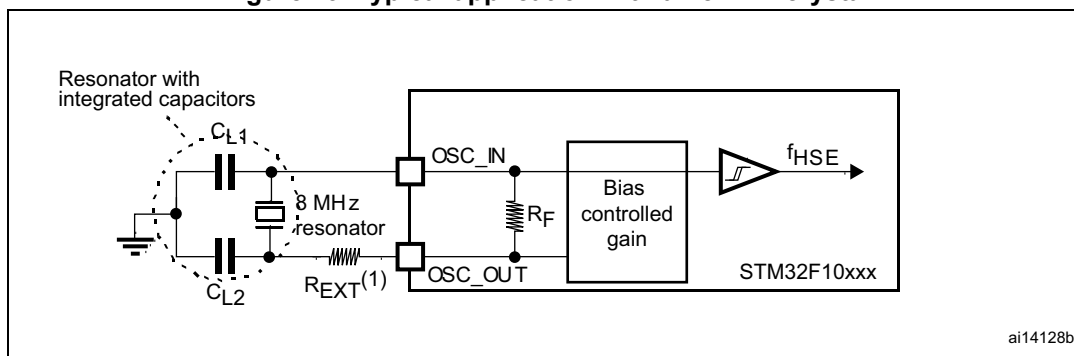 Resonator with
integrated capacitors
CL1
OSC_IN
fHSE
8 MHz
resonator
RF
Bias
controlled
gain
REXT(1)
OSC_OUT
STM32F10xxx
CL2
ai14128b